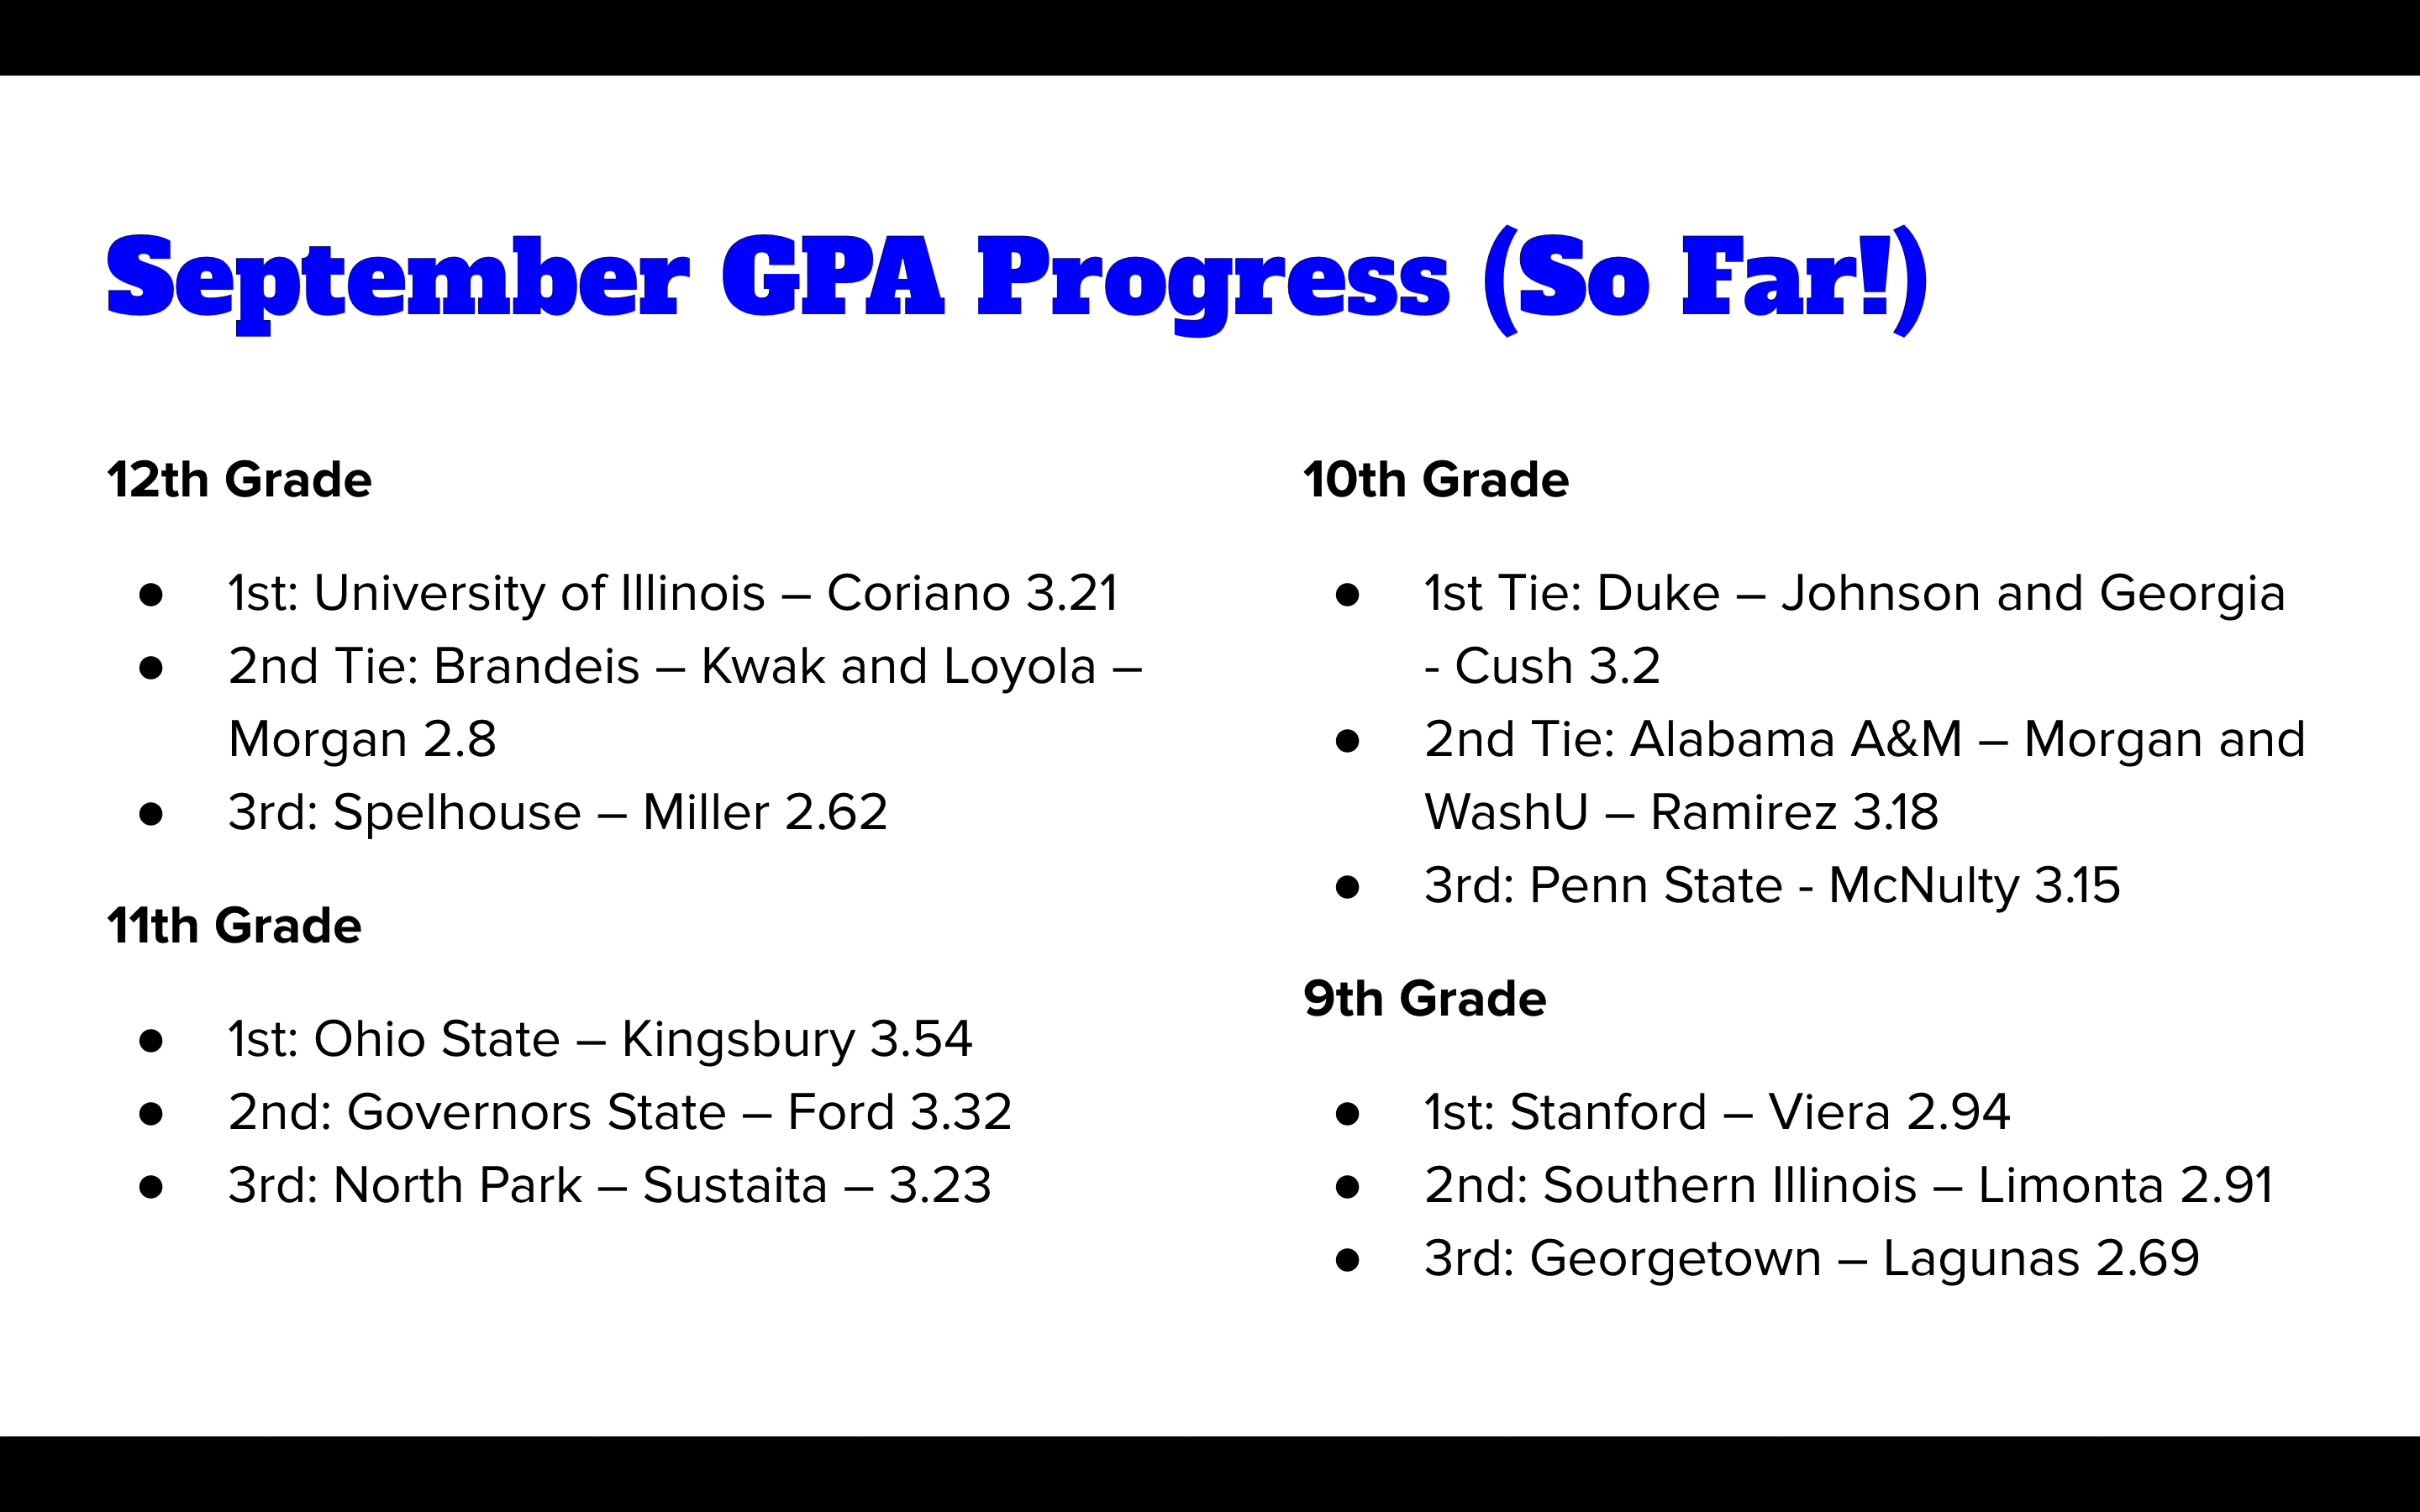 September GPA Progress (So Far!)
12th Grade
● 1st: University of Illinois – Coriano 3.21
● 2nd Tie: Brandeis – Kwak and Loyola –
Morgan 2.8
● 3rd: Spelhouse – Miller 2.62
11th Grade
● 1st: Ohio State – Kingsbury 3.54
● 2nd: Governors State – Ford 3.32
● 3rd: North Park – Sustaita – 3.23
10th Grade
● 1st Tie: Duke – Johnson and Georgia
- Cush 3.2
● 2nd Tie: Alabama A&M – Morgan and
WashU – Ramirez 3.18
● 3rd: Penn State - McNulty 3.15
9th Grade
● 1st: Stanford – Viera 2.94
● 2nd: Southern Illinois – Limonta 2.91
● 3rd: Georgetown – Lagunas 2.69